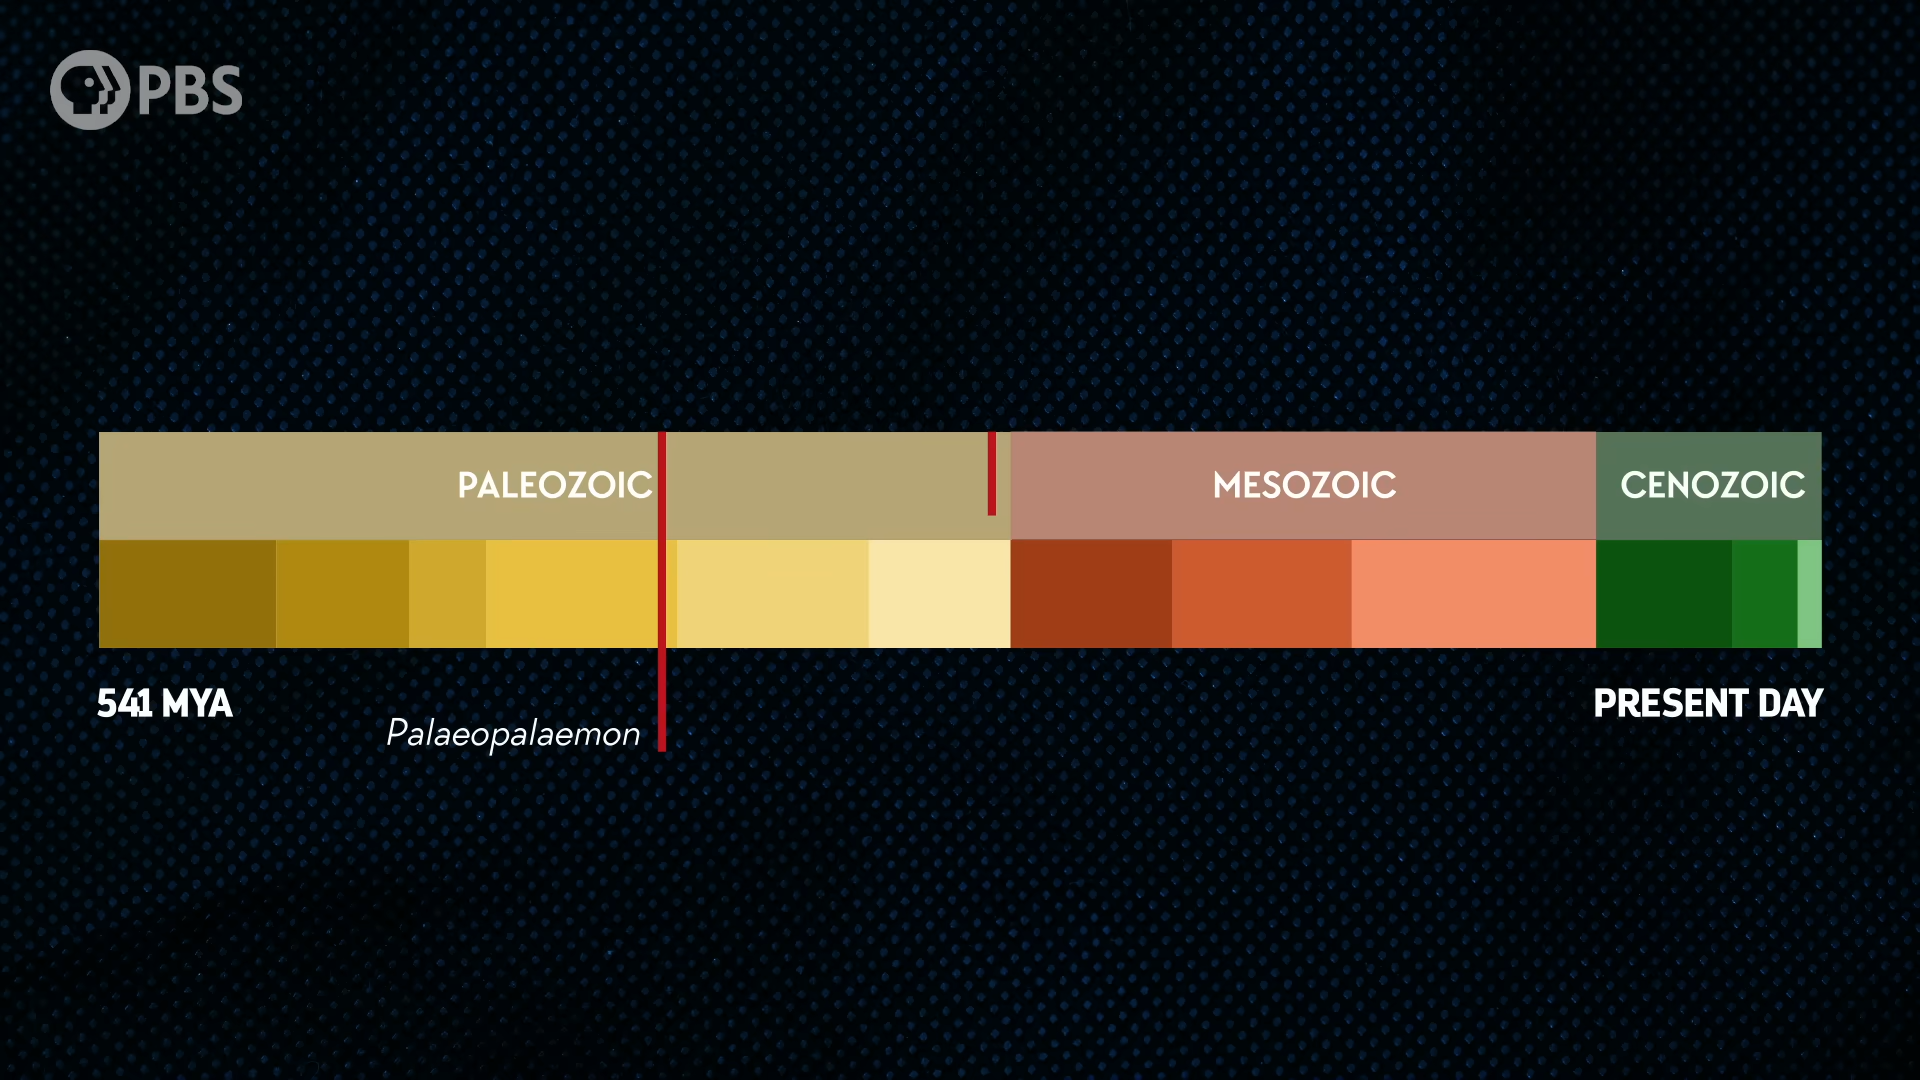 PBS
PALEOZOIC
MESOZOIC
CENOZOIC
541 MYA
PRESENT DAY
Palaeopalaemon